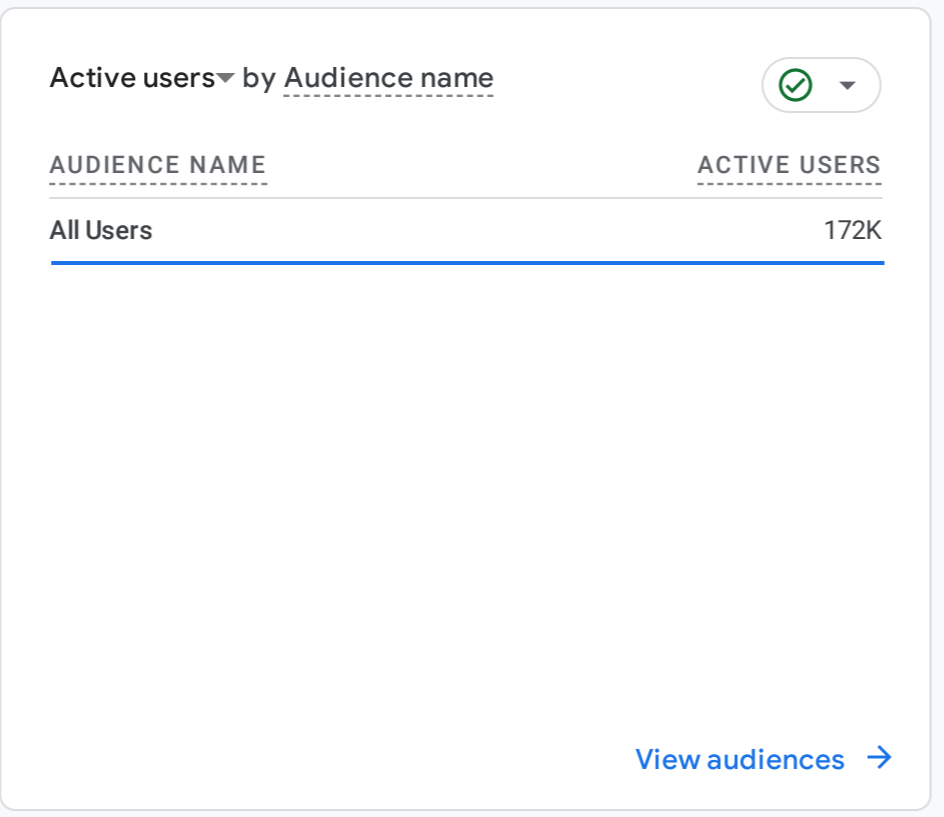 Active users by Audience name
AUDIENCE NAME ACTIVE USERS
All Users 172K
View audiences